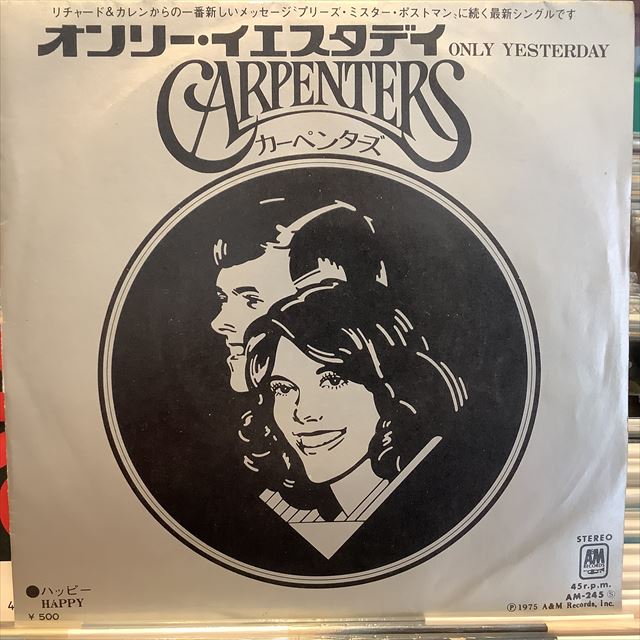 リチャード&カレンからの一番新しいメッセージ“プリーズ・ミスター・ポストマン”に続く最新シングルです
オンリー・イエスタデイ ONLY YESTERDAY
CARPENTERS
カーペンターズ
STEREO
A&M
RECORDS
45r.p.m.
AM-245 Ⓢ
●ハッピー
HAPPY
¥500
Ⓟ1975 A&M Records, Inc.